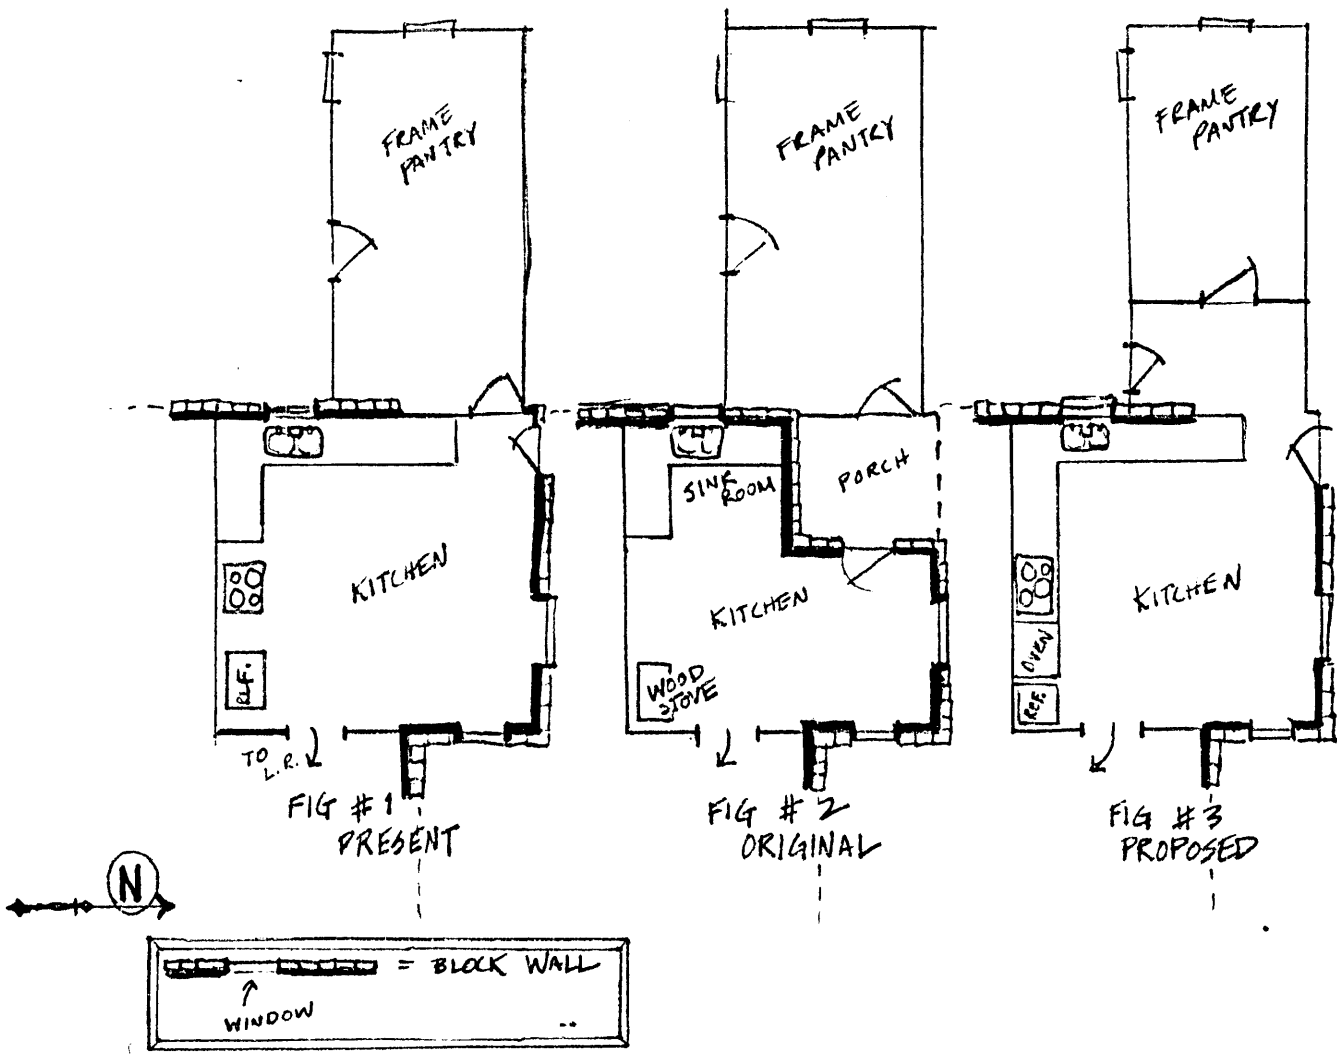 FRAME
PANTRY
KITCHEN
REF.
TO
L.R.
FIG # 1
PRESENT
FRAME
PANTRY
PORCH
SINK
ROOM
KITCHEN
WOOD
STOVE
FIG # 2
ORIGINAL
FRAME
PANTRY
KITCHEN
OVEN
REF.
FIG # 3
PROPOSED
N
= BLOCK WALL
WINDOW